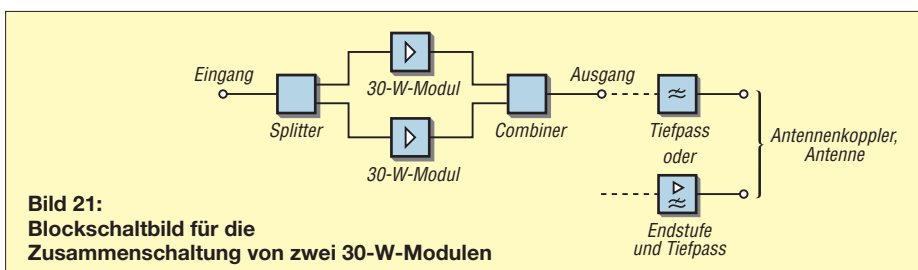 Eingang
Splitter
30-W-Modul
30-W-Modul
Combiner
Ausgang
Tiefpass
oder
Endstufe
und Tiefpass
Antennenkoppler,
Antenne
Bild 21:
Blockschaltbild für die
Zusammenschaltung von zwei 30-W-Modulen